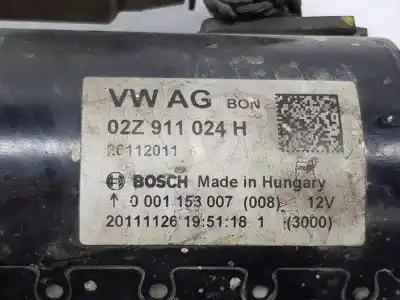 VW AG BON
02Z 911 024 H
26112011
BOSCH Made in Hungary
↑ 0 001 153 007 (008) 12V
20111126 19:51:18 1 (3000)